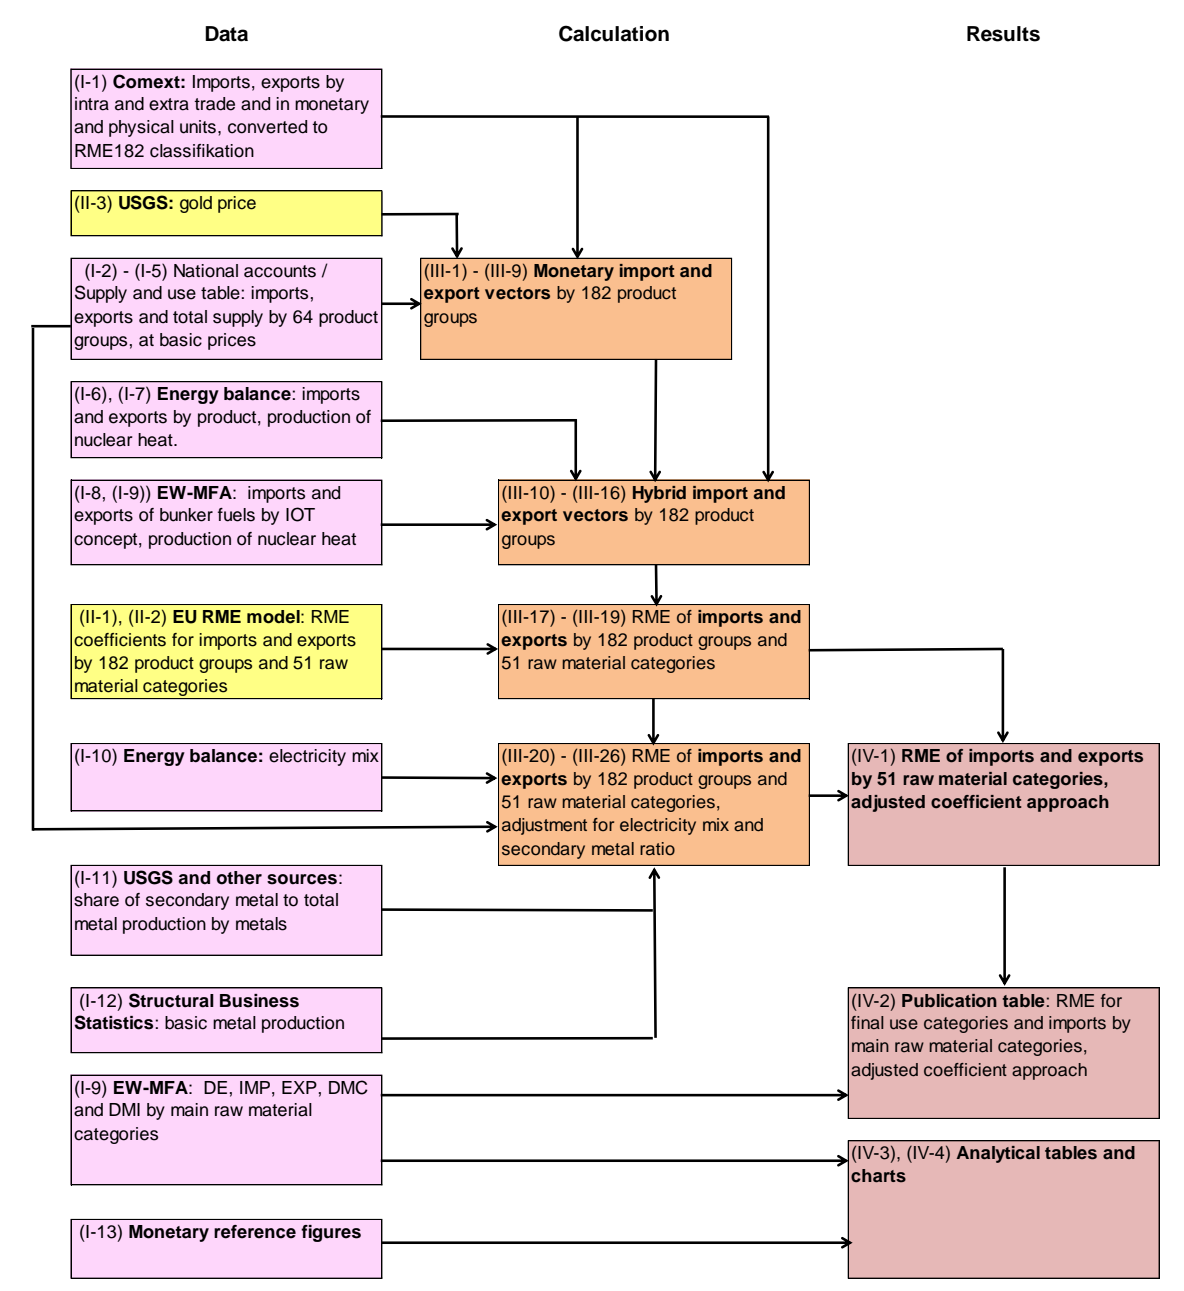 Data
Calculation
Results
(I-1) Comext: Imports, exports by
intra and extra trade and in monetary
and physical units, converted to
RME182 classifikation
(II-3) USGS: gold price
(I-2) - (I-5) National accounts /
Supply and use table: imports,
exports and total supply by 64 product
groups, at basic prices
(III-1) - (III-9) Monetary import and
export vectors by 182 product
groups
(I-6), (I-7) Energy balance: imports
and exports by product, production of
nuclear heat.
(I-8, (I-9)) EW-MFA:  imports and
exports of bunker fuels by IOT
concept, production of nuclear heat
(III-10) - (III-16) Hybrid import and
export vectors by 182 product
groups
(II-1), (II-2) EU RME model: RME
coefficients for imports and exports
by 182 product groups and 51 raw
material categories
(III-17) - (III-19) RME of imports and
exports by 182 product groups and
51 raw material categories
(I-10) Energy balance: electricity mix
(III-20) - (III-26) RME of imports and
exports by 182 product groups and
51 raw material categories,
adjustment for electricity mix and
secondary metal ratio
(IV-1) RME of imports and exports
by 51 raw material categories,
adjusted coefficient approach
(I-11) USGS and other sources:
share of secondary metal to total
metal production by metals
(I-12) Structural Business
Statistics: basic metal production
(IV-2) Publication table: RME for
final use categories and imports by
main raw material categories,
adjusted coefficient approach
(I-9) EW-MFA:  DE, IMP, EXP, DMC
and DMI by main raw material
categories
(IV-3), (IV-4) Analytical tables and
charts
(I-13) Monetary reference figures